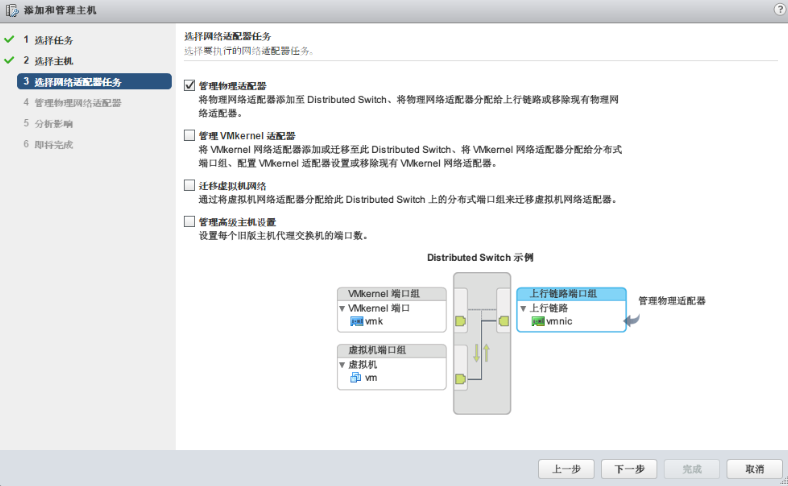 添加和管理主机
?
1 选择任务
2 选择主机
3 选择网络适配器任务
4 管理物理网络适配器
5 分析影响
6 即将完成
选择网络适配器任务
选择要执行的网络适配器任务。
管理物理适配器
将物理网络适配器添加至 Distributed Switch、将物理网络适配器分配给上行链路或移除现有物理网
络适配器。
管理 VMkernel 适配器
将 VMkernel 网络适配器添加或迁移至此 Distributed Switch、将 VMkernel 网络适配器分配给分布式
端口组、配置 VMkernel 适配器设置或移除现有 VMkernel 网络适配器。
迁移虚拟机网络
通过将虚拟机网络适配器分配给此 Distributed Switch 上的分布式端口组来迁移虚拟机网络适配器。
管理高级主机设置
设置每个旧版主机代理交换机的端口数。
Distributed Switch 示例
VMkernel 端口组
VMkernel 端口
vmk
虚拟机端口组
虚拟机
vm
上行链路端口组
上行链路
vmnic
管理物理适配器
上一步
下一步
完成
取消